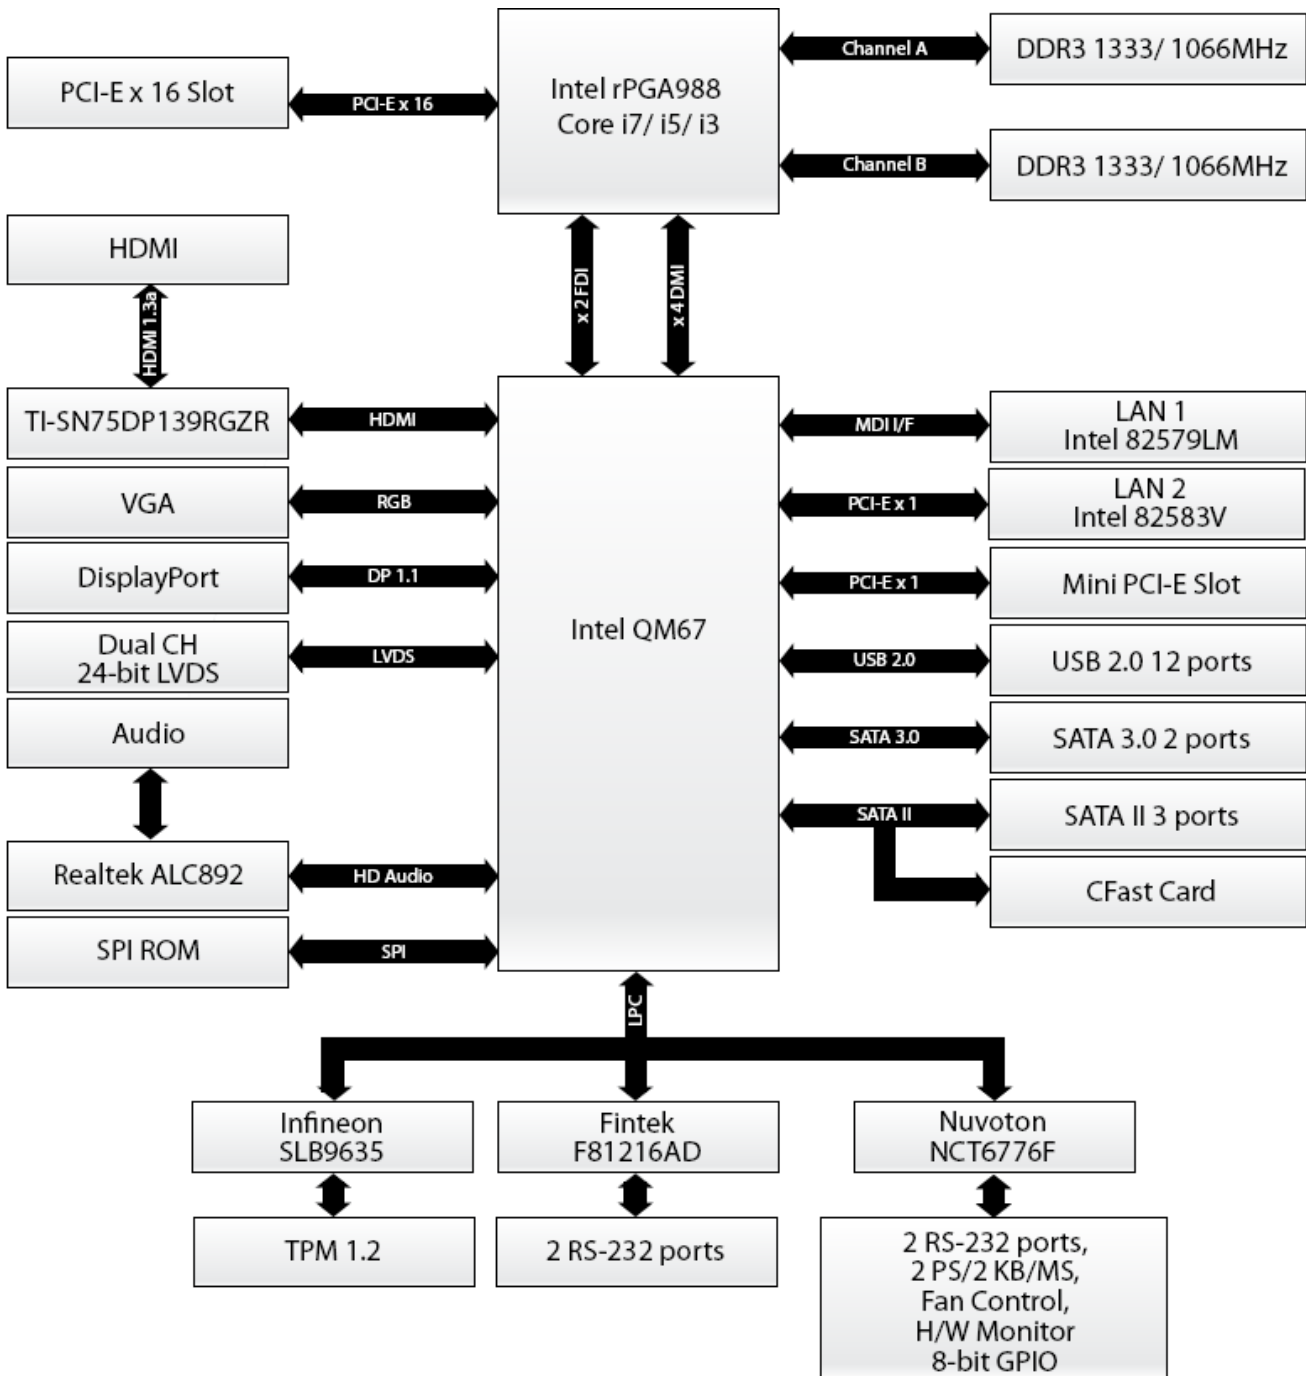 PCI-E x 16 Slot
PCI-E x 16
Intel rPGA988
Core i7/ i5/ i3
Channel A
DDR3 1333/ 1066MHz
Channel B
DDR3 1333/ 1066MHz
HDMI
HDMI 1.3a
x 2 FDI
x 4 DMI
TI-SN75DP139RGZR
HDMI
VGA
RGB
DisplayPort
DP 1.1
Dual CH
24-bit LVDS
LVDS
Audio
Realtek ALC892
HD Audio
SPI ROM
SPI
Intel QM67
MDI I/F
LAN 1
Intel 82579LM
PCI-E x 1
LAN 2
Intel 82583V
PCI-E x 1
Mini PCI-E Slot
USB 2.0
USB 2.0 12 ports
SATA 3.0
SATA 3.0 2 ports
SATA II
SATA II 3 ports
CFast Card
LPC
Infineon
SLB9635
TPM 1.2
Fintek
F81216AD
2 RS-232 ports
Nuvoton
NCT6776F
2 RS-232 ports,
2 PS/2 KB/MS,
Fan Control,
H/W Monitor
8-bit GPIO